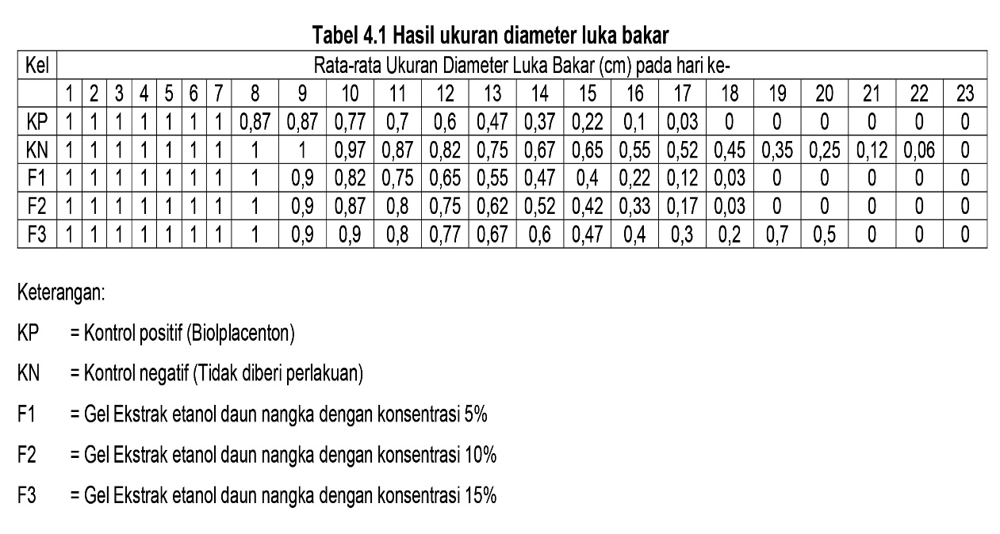 Tabel 4.1 Hasil ukuran diameter luka bakar
Kel Rata-rata Ukuran Diameter Luka Bakar (cm) pada hari ke-
1 2 3 4 5 6 7 8 9 10 11 12 13 14 15 16 17 18 19 20 21 22 23
KP 1 1 1 1 1 1 1 0,87 0,87 0,77 0,7 0,6 0,47 0,37 0,22 0,1 0,03 0 0 0 0 0 0
KN 1 1 1 1 1 1 1 1 1 0,97 0,87 0,82 0,75 0,67 0,65 0,55 0,52 0,45 0,35 0,25 0,12 0,06 0
F1 1 1 1 1 1 1 1 1 0,9 0,82 0,75 0,65 0,55 0,47 0,4 0,22 0,12 0,03 0 0 0 0 0
F2 1 1 1 1 1 1 1 1 0,9 0,87 0,8 0,75 0,62 0,52 0,42 0,33 0,17 0,03 0 0 0 0 0
F3 1 1 1 1 1 1 1 1 0,9 0,9 0,8 0,77 0,67 0,6 0,47 0,4 0,3 0,2 0,7 0,5 0 0 0
Keterangan:
KP = Kontrol positif (Biolplacenton)
KN = Kontrol negatif (Tidak diberi perlakuan)
F1 = Gel Ekstrak etanol daun nangka dengan konsentrasi 5%
F2 = Gel Ekstrak etanol daun nangka dengan konsentrasi 10%
F3 = Gel Ekstrak etanol daun nangka dengan konsentrasi 15%